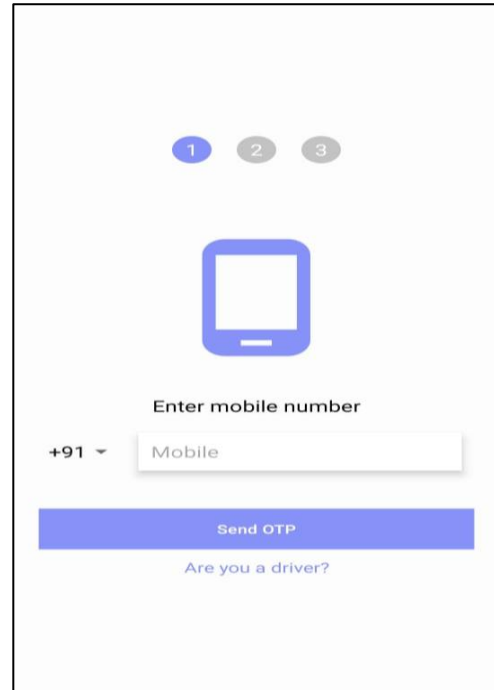 1 2 3
Enter mobile number
+91 Mobile
Send OTP
Are you a driver?